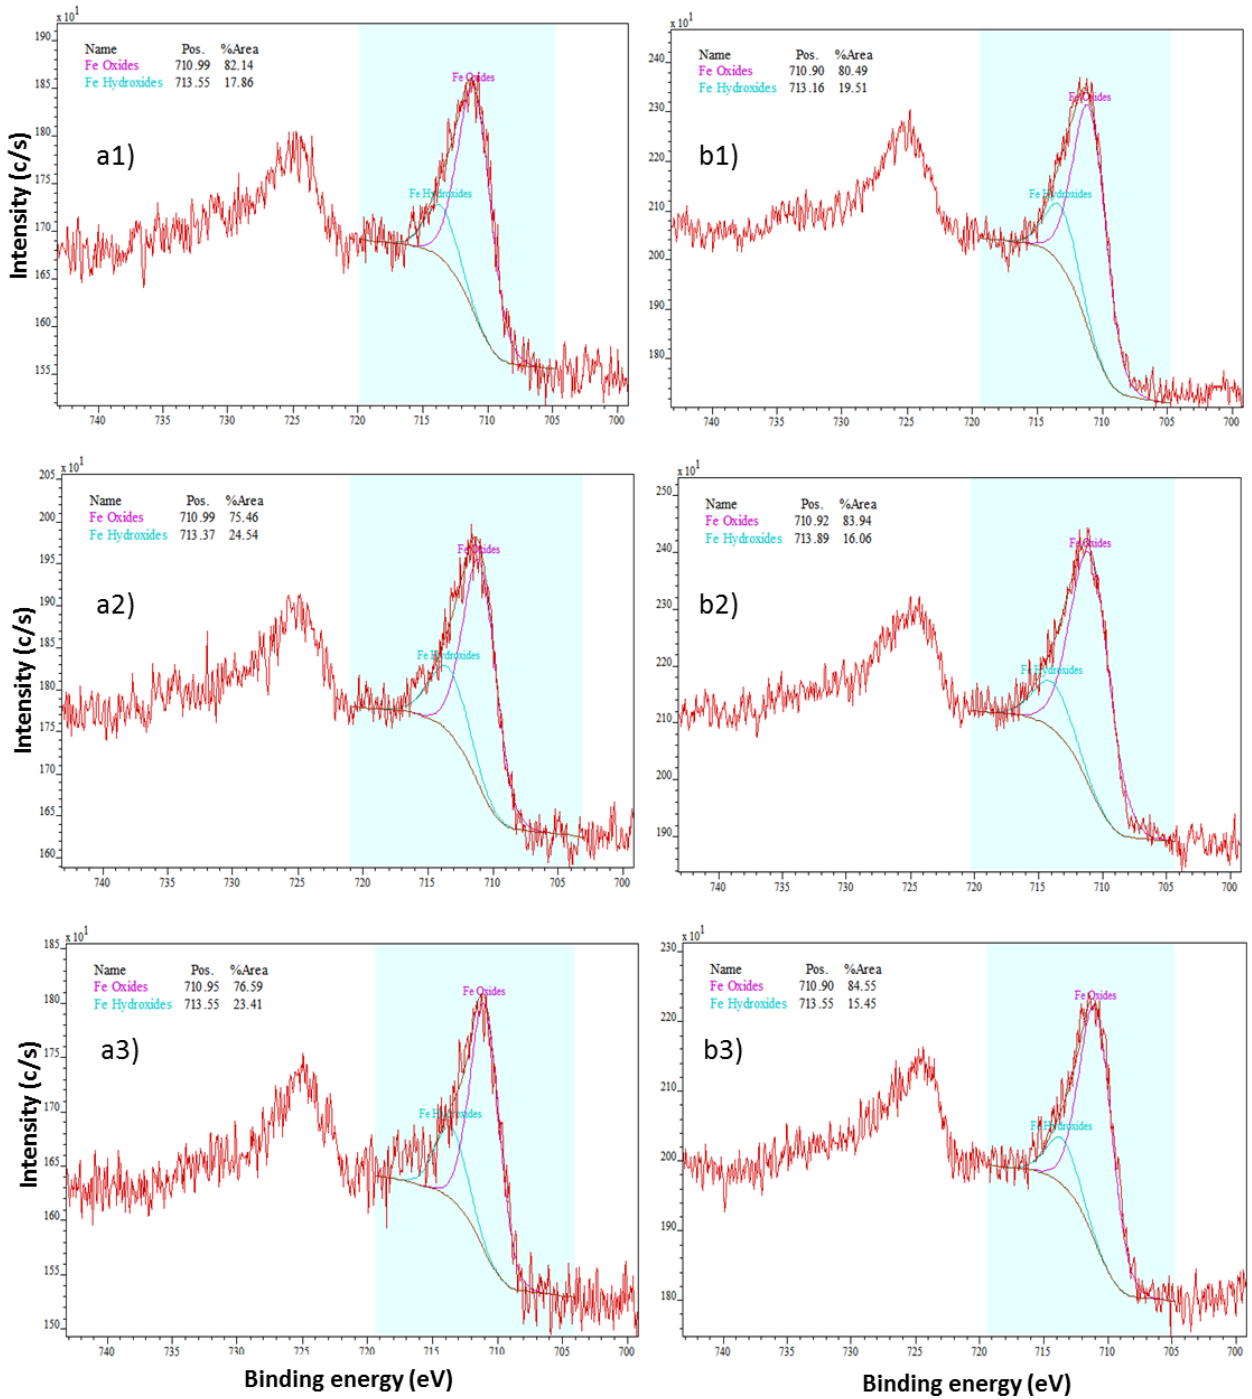 x 10^1
190
185
180
175
170
165
160
155
Name Pos. %Area
Fe Oxides 710.99 82.14
Fe Hydroxides 713.55 17.86
a1)
Fe Oxides
Fe Hydroxides
740 735 730 725 720 715 710 705 700
Intensity (c/s)
x 10^1
240
230
220
210
200
190
180
Name Pos. %Area
Fe Oxides 710.90 80.49
Fe Hydroxides 713.16 19.51
b1)
Fe Oxides
Fe Hydroxides
740 735 730 725 720 715 710 705 700
x 10^1
205
200
195
190
185
180
175
170
165
160
Name Pos. %Area
Fe Oxides 710.99 75.46
Fe Hydroxides 713.37 24.54
a2)
Fe Oxides
Fe Hydroxides
740 735 730 725 720 715 710 705 700
Intensity (c/s)
x 10^1
250
240
230
220
210
200
190
Name Pos. %Area
Fe Oxides 710.92 83.94
Fe Hydroxides 713.89 16.06
b2)
Fe Oxides
Fe Hydroxides
740 735 730 725 720 715 710 705 700
x 10^1
185
180
175
170
165
160
155
150
Name Pos. %Area
Fe Oxides 710.95 76.59
Fe Hydroxides 713.55 23.41
a3)
Fe Oxides
Fe Hydroxides
740 735 730 725 720 715 710 705 700
Intensity (c/s)
Binding energy (eV)
x 10^1
230
220
210
200
190
180
Name Pos. %Area
Fe Oxides 710.90 84.55
Fe Hydroxides 713.55 15.45
b3)
Fe Oxides
Fe Hydroxides
740 735 730 725 720 715 710 705 700
Binding energy (eV)